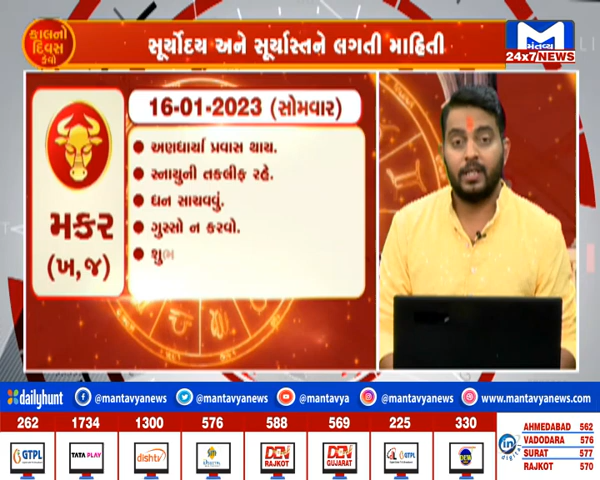 કાલનો
દિવસ
કેવો
સૂર્યોદય અને સૂર્યાસ્તને લગતી માહિતી
મંતવ્ય
24x7NEWS
16-01-2023 (સોમવાર)
મકર
(ખ,જ)
અણધાર્યા પ્રવાસ થાય.
સ્નાયુની તકલીફ રહે.
ધન સાચવવું.
ગુસ્સો ન કરવો.
શુભ
dailyhunt @mantavyanews @mantavyanews @mantavya @mantavyanews www.mantavyanews.com
262 1734 1300 576 588 569 225 330
GTPL TATA PLAY dishtv DEN RAJKOT DEN GUJARAT GTPL
in digital
AHMEDABAD 562
VADODARA 576
SURAT 577
RAJKOT 570